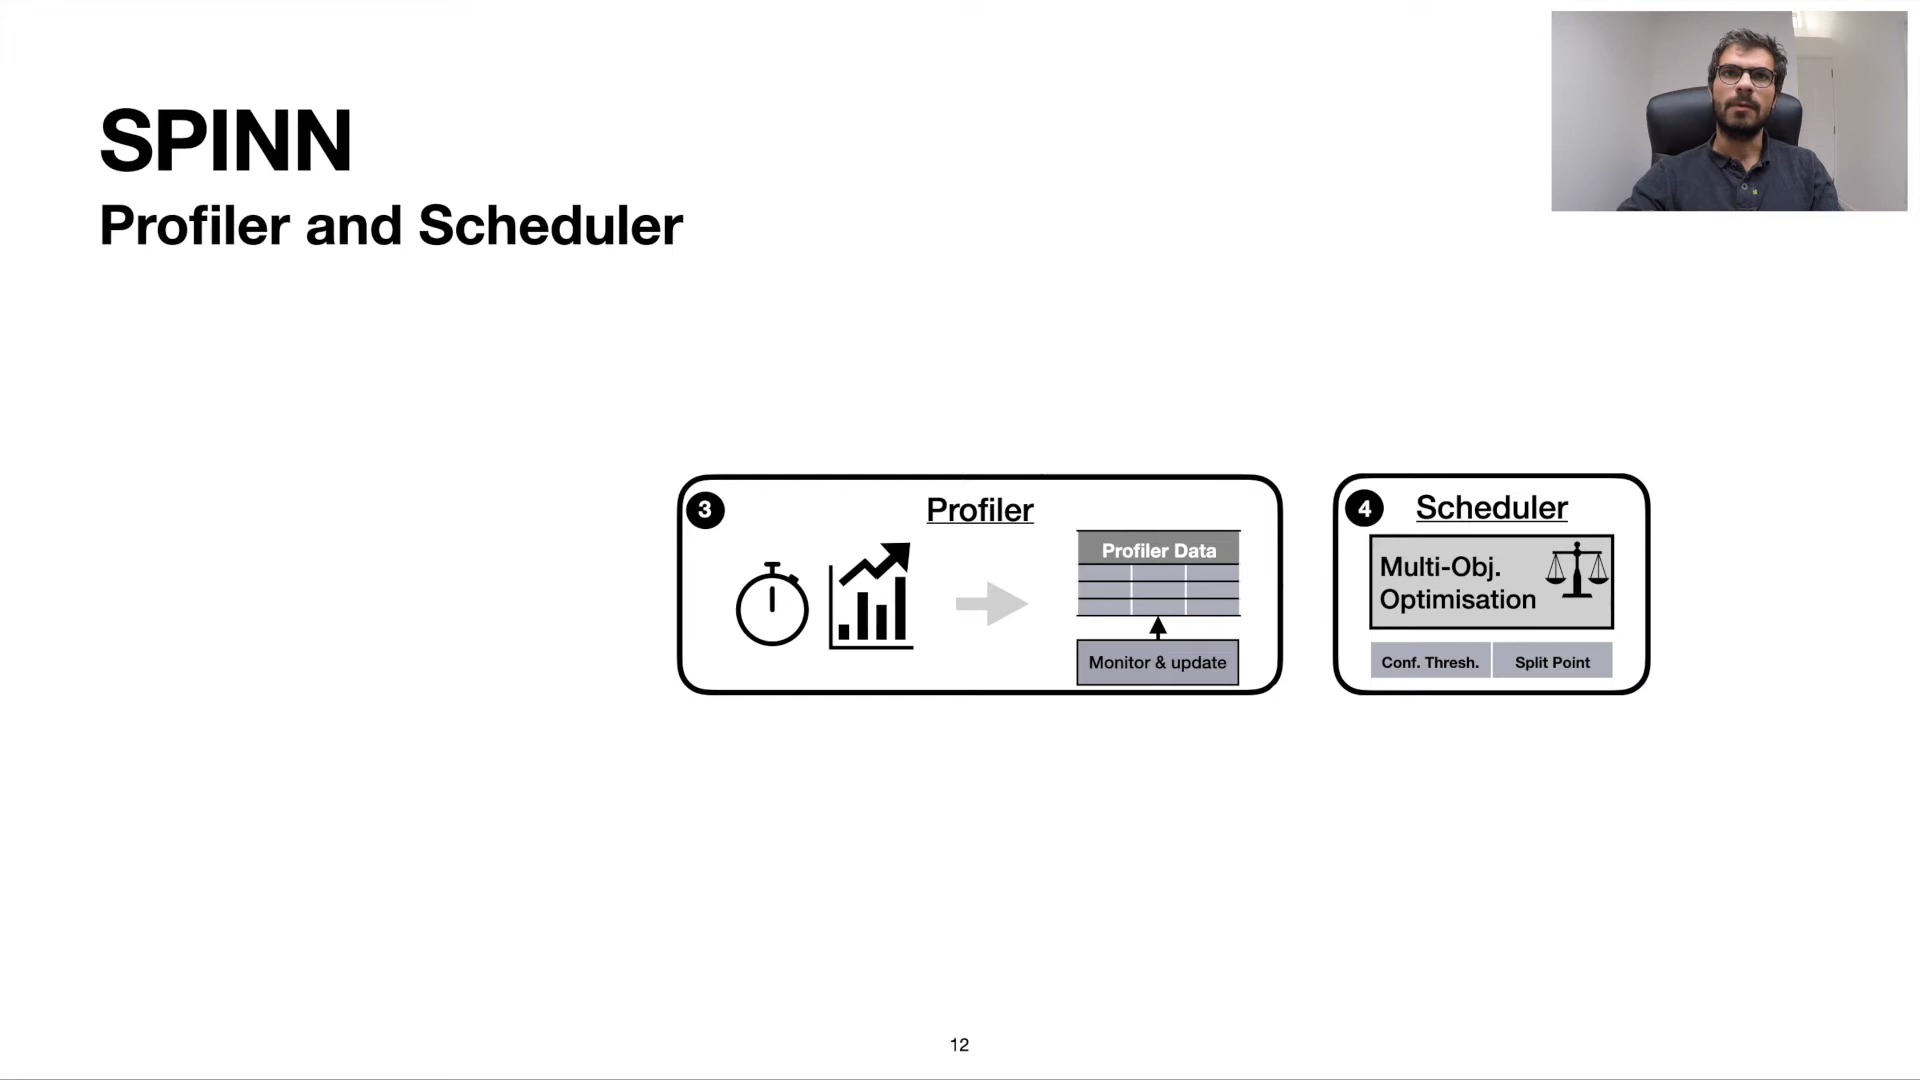 SPINN
Profiler and Scheduler
3
Profiler
Profiler Data
Monitor & update
4
Scheduler
Multi-Obj.
Optimisation
Conf. Thresh.
Split Point
12